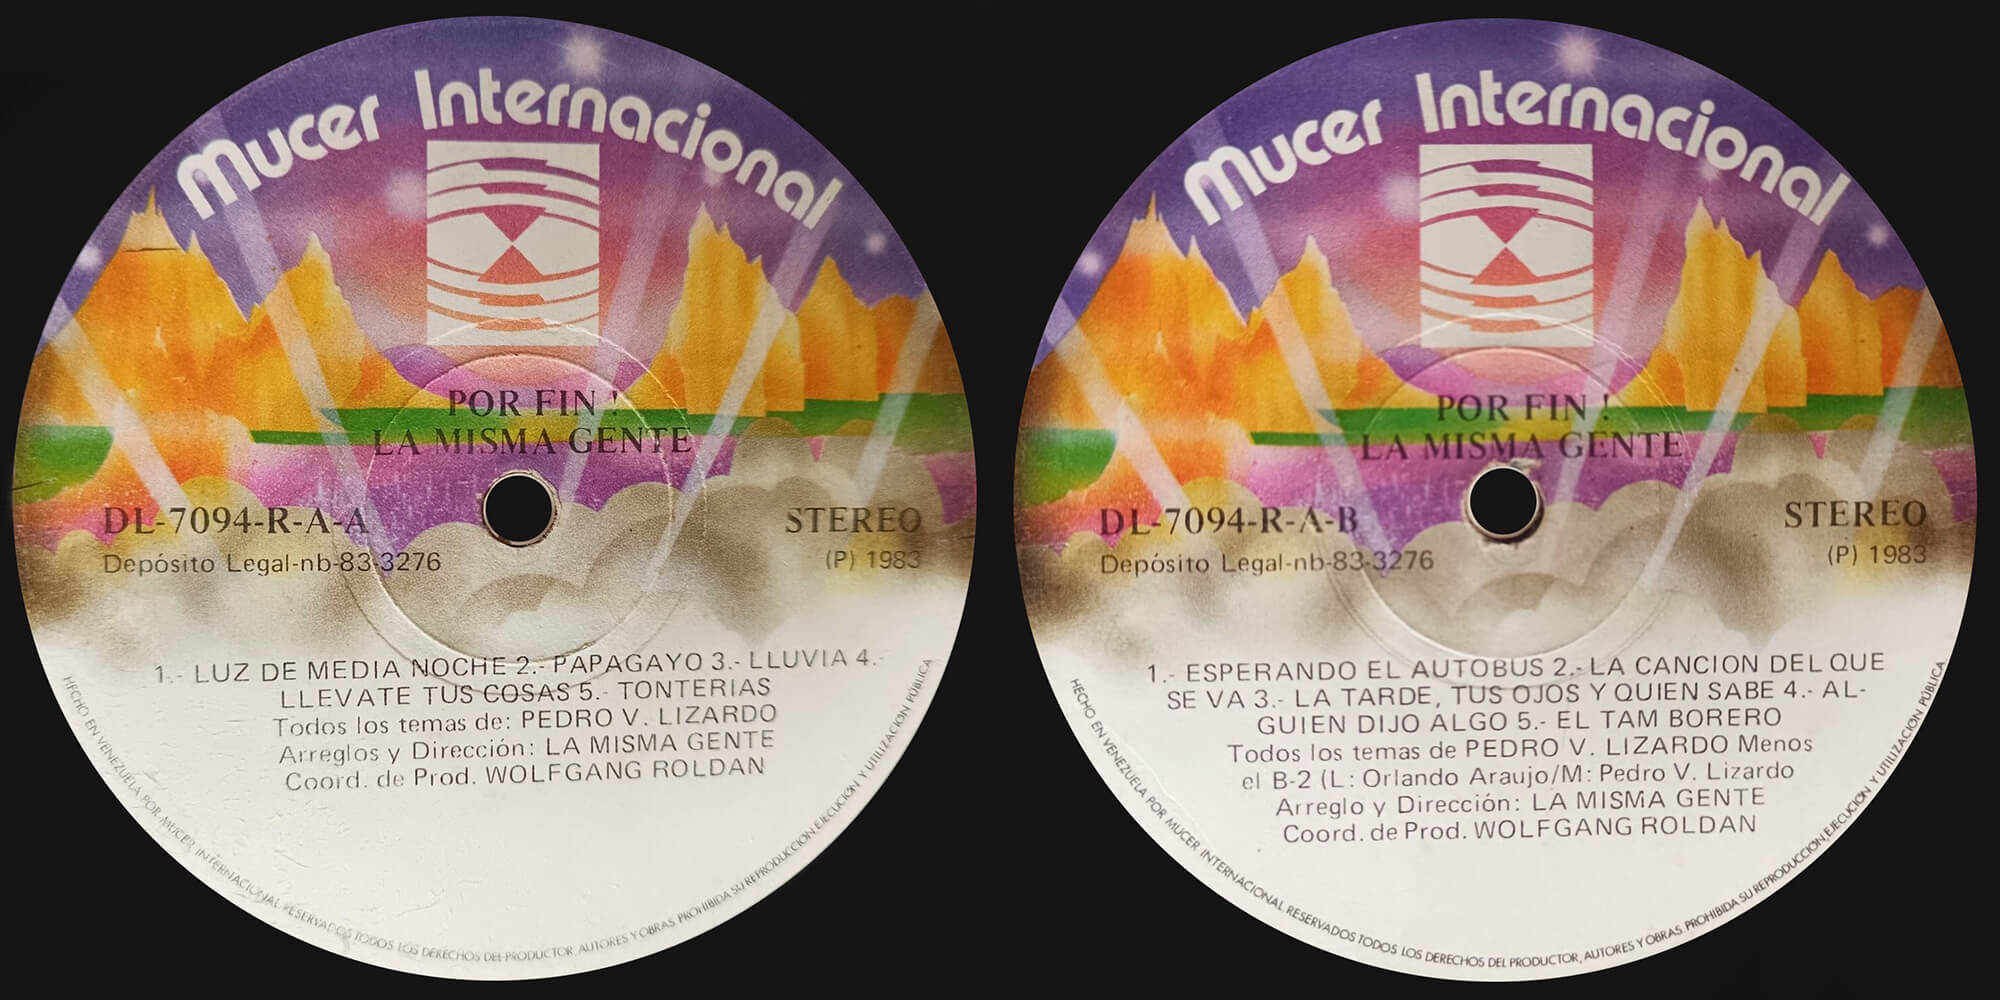 Mucer Internacional
POR FIN !
LA MISMA GENTE
DL-7094-R-A-A
STEREO
Depósito Legal-nb-83-3276
(P) 1983
1.- LUZ DE MEDIA NOCHE 2.- PAPAGAYO 3.- LLUVIA 4.-
LLEVATE TUS COSAS 5.- TONTERIAS
Todos los temas de: PEDRO V. LIZARDO
Arreglos y Dirección: LA MISMA GENTE
Coord. de Prod. WOLFGANG ROLDAN
HECHO EN VENEZUELA POR MUCER INTERNACIONAL RESERVADOS TODOS LOS DERECHOS DEL PRODUCTOR, AUTORES Y OBRAS. PROHIBIDA SU REPRODUCCION, EJECUCIÓN Y UTILIZACION PÚBLICA
Mucer Internacional
POR FIN !
LA MISMA GENTE
DL-7094-R-A-B
STEREO
Depósito Legal-nb-83-3276
(P) 1983
1.- ESPERANDO EL AUTOBUS 2.- LA CANCION DEL QUE
SE VA 3.- LA TARDE, TUS OJOS Y QUIEN SABE 4.- AL-
GUIEN DIJO ALGO 5.- EL TAM BORERO
Todos los temas de PEDRO V. LIZARDO Menos
el B-2 (L: Orlando Araujo/M: Pedro V. Lizardo
Arreglo y Dirección: LA MISMA GENTE
Coord. de Prod. WOLFGANG ROLDAN
HECHO EN VENEZUELA POR MUCER INTERNACIONAL RESERVADOS TODOS LOS DERECHOS DEL PRODUCTOR, AUTORES Y OBRAS. PROHIBIDA SU REPRODUCCION, EJECUCIÓN Y UTILIZACION PÚBLICA